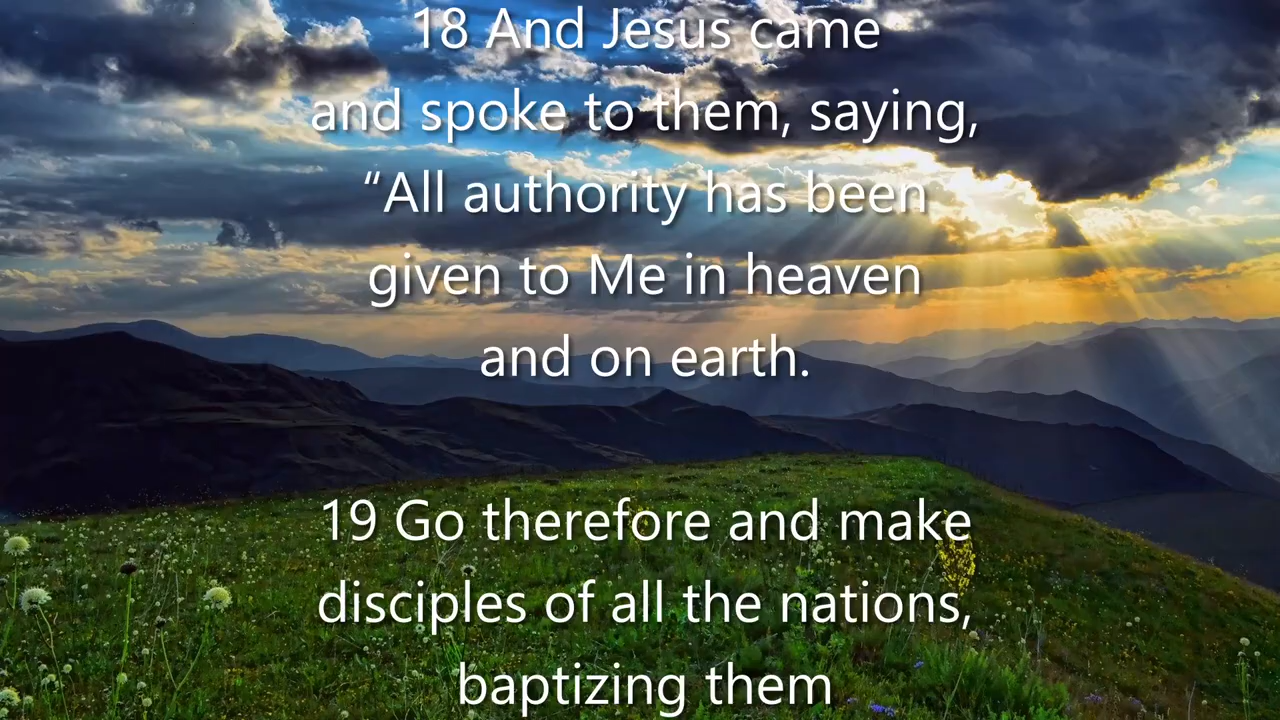 18 And Jesus came
and spoke to them, saying,
“All authority has been
given to Me in heaven
and on earth.
19 Go therefore and make
disciples of all the nations,
baptizing them